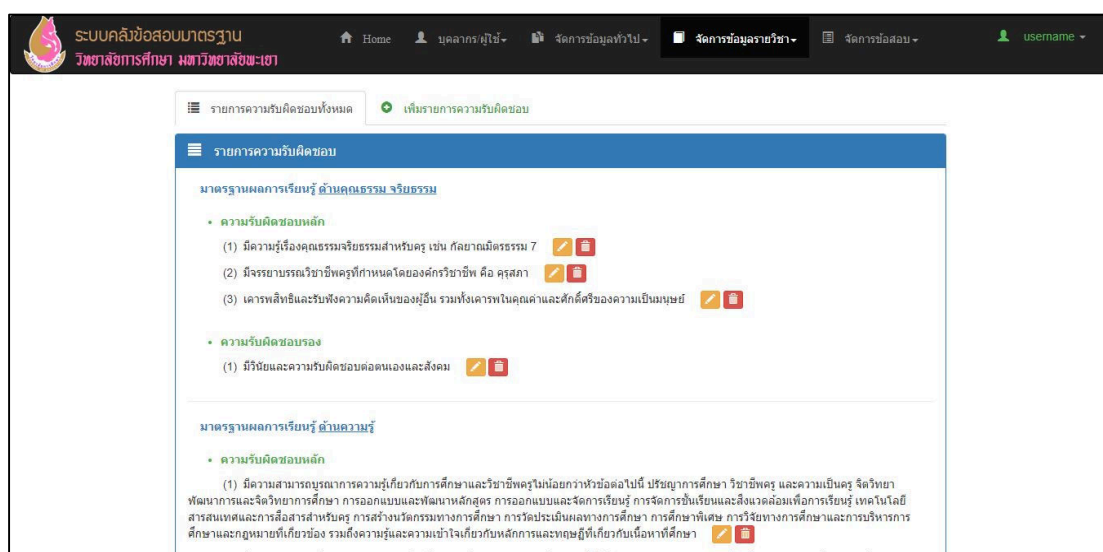 ระบบคลังข้อสอบมาตรฐาน
วิทยาลัยการศึกษา มหาวิทยาลัยพะเยา
Home บุคลากร/ผู้ใช้ จัดการข้อมูลทั่วไป จัดการข้อมูลรายวิชา จัดการข้อสอบ username
รายการความรับผิดชอบทั้งหมด เพิ่มรายการความรับผิดชอบ
รายการความรับผิดชอบ
มาตรฐานผลการเรียนรู้ ด้านคุณธรรม จริยธรรม
• ความรับผิดชอบหลัก
(1) มีความรู้เรื่องคุณธรรมจริยธรรมสำหรับครู เช่น กัลยาณมิตรธรรม 7
(2) มีจรรยาบรรณวิชาชีพครูที่กำหนดโดยองค์กรวิชาชีพ คือ คุรุสภา
(3) เคารพสิทธิและรับฟังความคิดเห็นของผู้อื่น รวมทั้งเคารพในคุณค่าและศักดิ์ศรีของความเป็นมนุษย์
• ความรับผิดชอบรอง
(1) มีวินัยและความรับผิดชอบต่อตนเองและสังคม
มาตรฐานผลการเรียนรู้ ด้านความรู้
• ความรับผิดชอบหลัก
(1) มีความสามารถบูรณาการความรู้เกี่ยวกับการศึกษาและวิชาชีพครูไม่น้อยกว่าหัวข้อต่อไปนี้ ปรัชญาการศึกษา วิชาชีพครู และความเป็นครู จิตวิทยา
พัฒนาการและจิตวิทยาการศึกษา การออกแบบและพัฒนาหลักสูตร การออกแบบและจัดการเรียนรู้ การจัดการชั้นเรียนและสิ่งแวดล้อมเพื่อการเรียนรู้ เทคโนโลยี
สารสนเทศและการสื่อสารสำหรับครู การสร้างนวัตกรรมทางการศึกษา การวัดประเมินผลทางการศึกษา การศึกษาพิเศษ การวิจัยทางการศึกษาและการบริหารการ
ศึกษาและกฎหมายที่เกี่ยวข้อง รวมถึงความรู้และความเข้าใจเกี่ยวกับหลักการและทฤษฎีที่เกี่ยวกับเนื้อหาที่ศึกษา